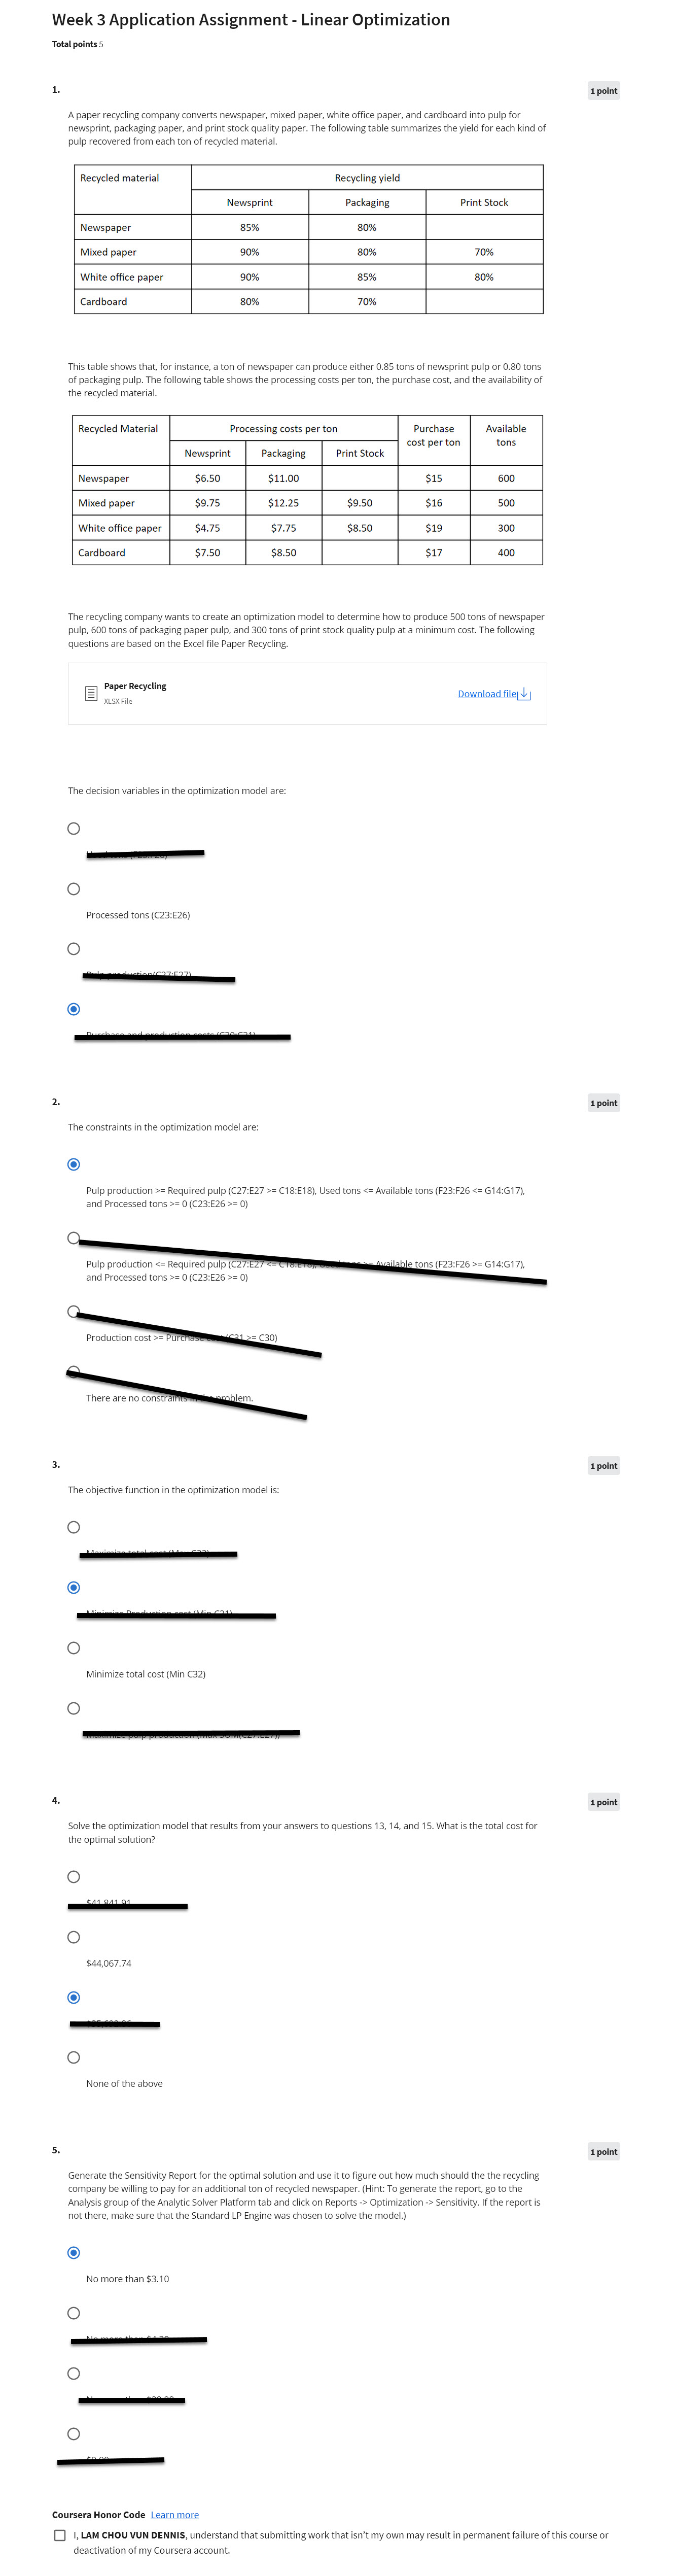 Week 3 Application Assignment - Linear Optimization
Total points 5
1.
1 point
A paper recycling company converts newspaper, mixed paper, white office paper, and cardboard into pulp for
newsprint, packaging paper, and print stock quality paper. The following table summarizes the yield for each kind of
pulp recovered from each ton of recycled material.
Recycled material Recycling yield
Newsprint Packaging Print Stock
Newspaper 85% 80%
Mixed paper 90% 80% 70%
White office paper 90% 85% 80%
Cardboard 80% 70%
This table shows that, for instance, a ton of newspaper can produce either 0.85 tons of newsprint pulp or 0.80 tons
of packaging pulp. The following table shows the processing costs per ton, the purchase cost, and the availability of
the recycled material.
Recycled Material Processing costs per ton Purchase cost per ton Available tons
Newsprint Packaging Print Stock
Newspaper $6.50 $11.00 $15 600
Mixed paper $9.75 $12.25 $9.50 $16 500
White office paper $4.75 $7.75 $8.50 $19 300
Cardboard $7.50 $8.50 $17 400
The recycling company wants to create an optimization model to determine how to produce 500 tons of newspaper
pulp, 600 tons of packaging paper pulp, and 300 tons of print stock quality pulp at a minimum cost. The following
questions are based on the Excel file Paper Recycling.
Paper Recycling
XLSX File
Download file
The decision variables in the optimization model are:
Processed tons (C23:E26)
2.
1 point
The constraints in the optimization model are:
Pulp production >= Required pulp (C27:E27 >= C18:E18), Used tons <= Available tons (F23:F26 <= G14:G17),
and Processed tons >= 0 (C23:E26 >= 0)
Pulp production <= Required pulp (C27:E27 <= Available tons (F23:F26 >= G14:G17),
and Processed tons >= 0 (C23:E26 >= 0)
Production cost >= Purchase (C31 >= C30)
There are no constraints problem.
3.
1 point
The objective function in the optimization model is:
Minimize total cost (Min C32)
4.
1 point
Solve the optimization model that results from your answers to questions 13, 14, and 15. What is the total cost for
the optimal solution?
$44,067.74
None of the above
5.
1 point
Generate the Sensitivity Report for the optimal solution and use it to figure out how much should the the recycling
company be willing to pay for an additional ton of recycled newspaper. (Hint: To generate the report, go to the
Analysis group of the Analytic Solver Platform tab and click on Reports -> Optimization -> Sensitivity. If the report is
not there, make sure that the Standard LP Engine was chosen to solve the model.)
No more than $3.10
Coursera Honor Code Learn more
I, LAM CHOU VUN DENNIS, understand that submitting work that isn't my own may result in permanent failure of this course or
deactivation of my Coursera account.